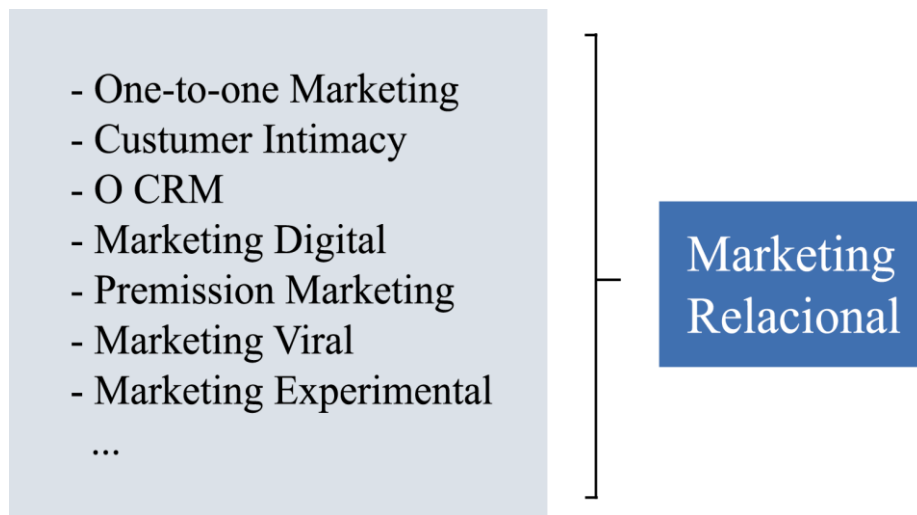 - One-to-one Marketing
- Custumer Intimacy
- O CRM
- Marketing Digital
- Premission Marketing
- Marketing Viral
- Marketing Experimental
...
Marketing
Relacional